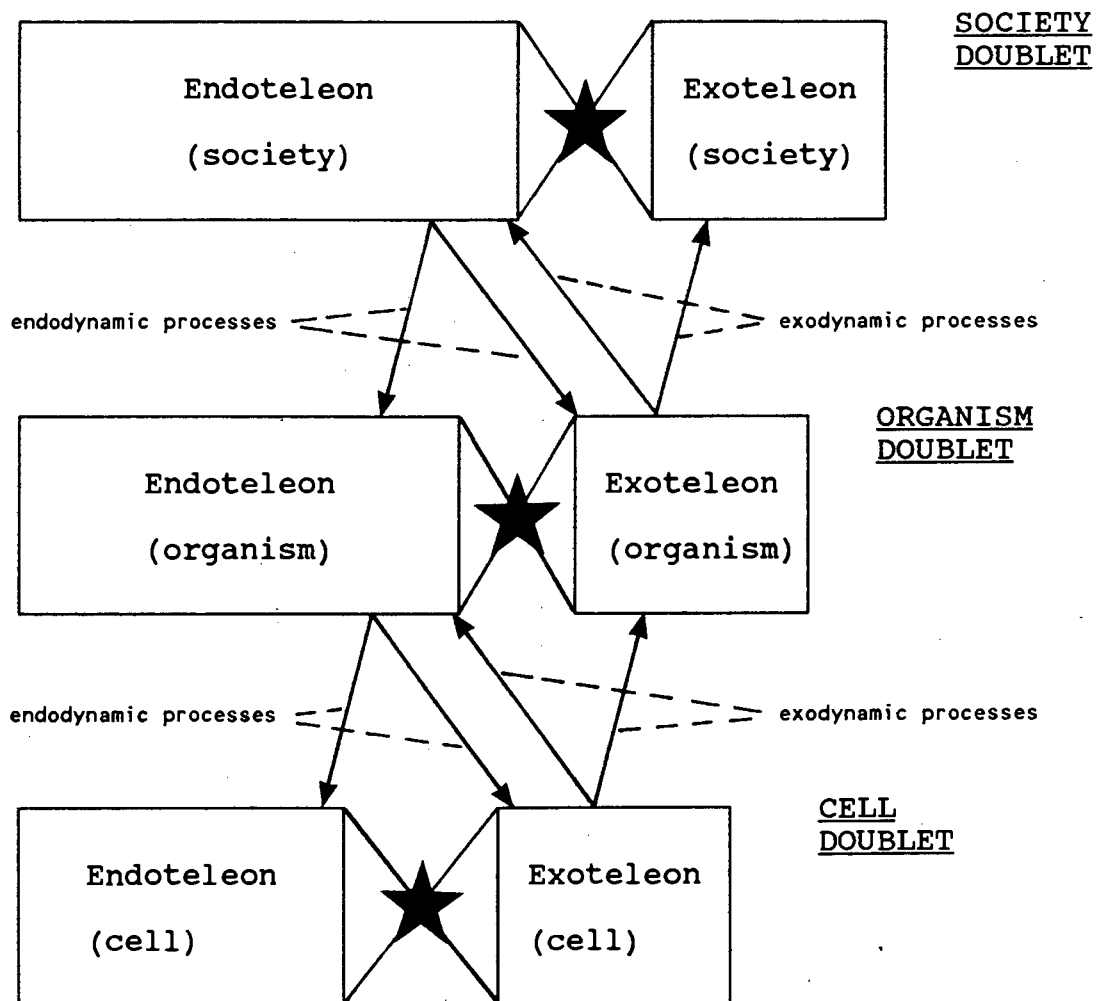 SOCIETY
DOUBLET
Endoteleon
(society)
Exoteleon
(society)
endodynamic processes
exodynamic processes
ORGANISM
DOUBLET
Endoteleon
(organism)
Exoteleon
(organism)
endodynamic processes
exodynamic processes
CELL
DOUBLET
Endoteleon
(cell)
Exoteleon
(cell)